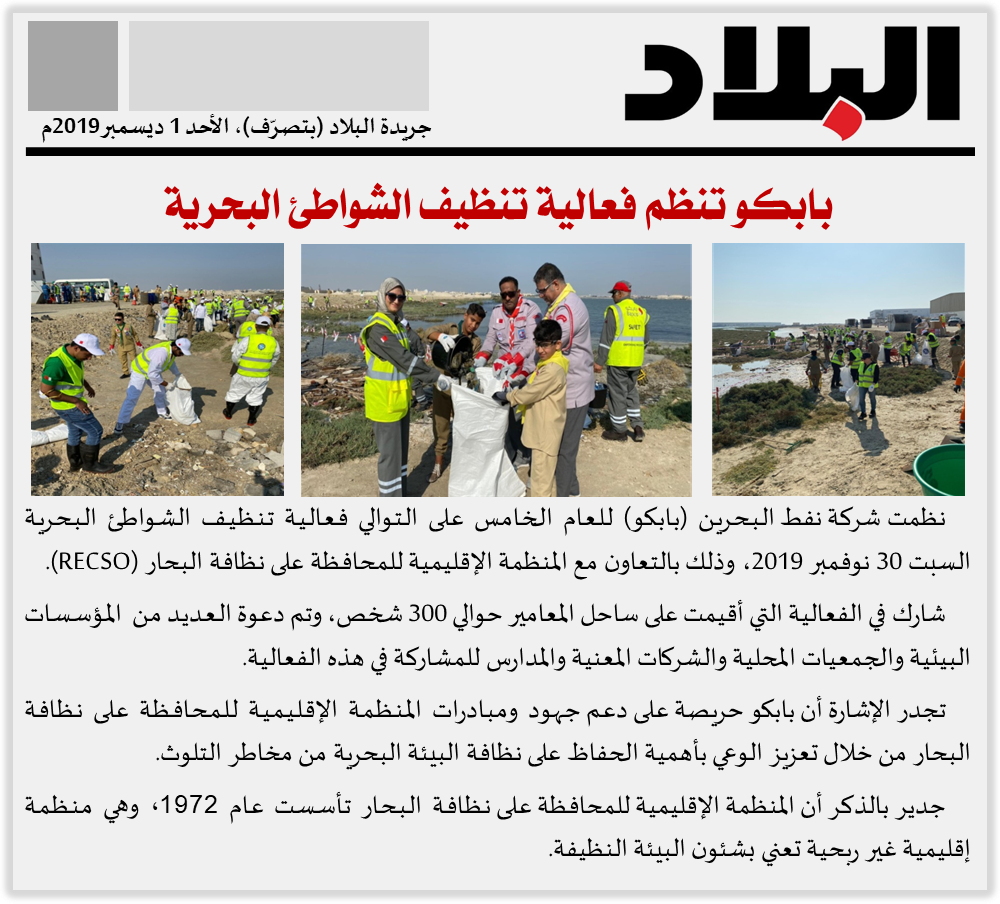 البلاد
جريدة البلاد (بتصرّف)، الأحد 1 ديسمبر 2019م
بابكو تنظم فعالية تنظيف الشواطئ البحرية
نظمت شركة نفط البحرين (بابكو) للعام الخامس على التوالي فعالية تنظيف الشواطئ البحرية
السبت 30 نوفمبر 2019، وذلك بالتعاون مع المنظمة الإقليمية للمحافظة على نظافة البحار (RECSO).
شارك في الفعالية التي أقيمت على ساحل المعامير حوالي 300 شخص، وتم دعوة العديد من المؤسسات
البيئية والجمعيات المحلية والشركات المعنية والمدارس للمشاركة في هذه الفعالية.
تجدر الإشارة أن بابكو حريصة على دعم جهود ومبادرات المنظمة الإقليمية للمحافظة على نظافة
البحار من خلال تعزيز الوعي بأهمية الحفاظ على نظافة البيئة البحرية من مخاطر التلوث.
جدير بالذكر أن المنظمة الإقليمية للمحافظة على نظافة البحار تأسست عام 1972، وهي منظمة
إقليمية غير ربحية تعني بشئون البيئة النظيفة.